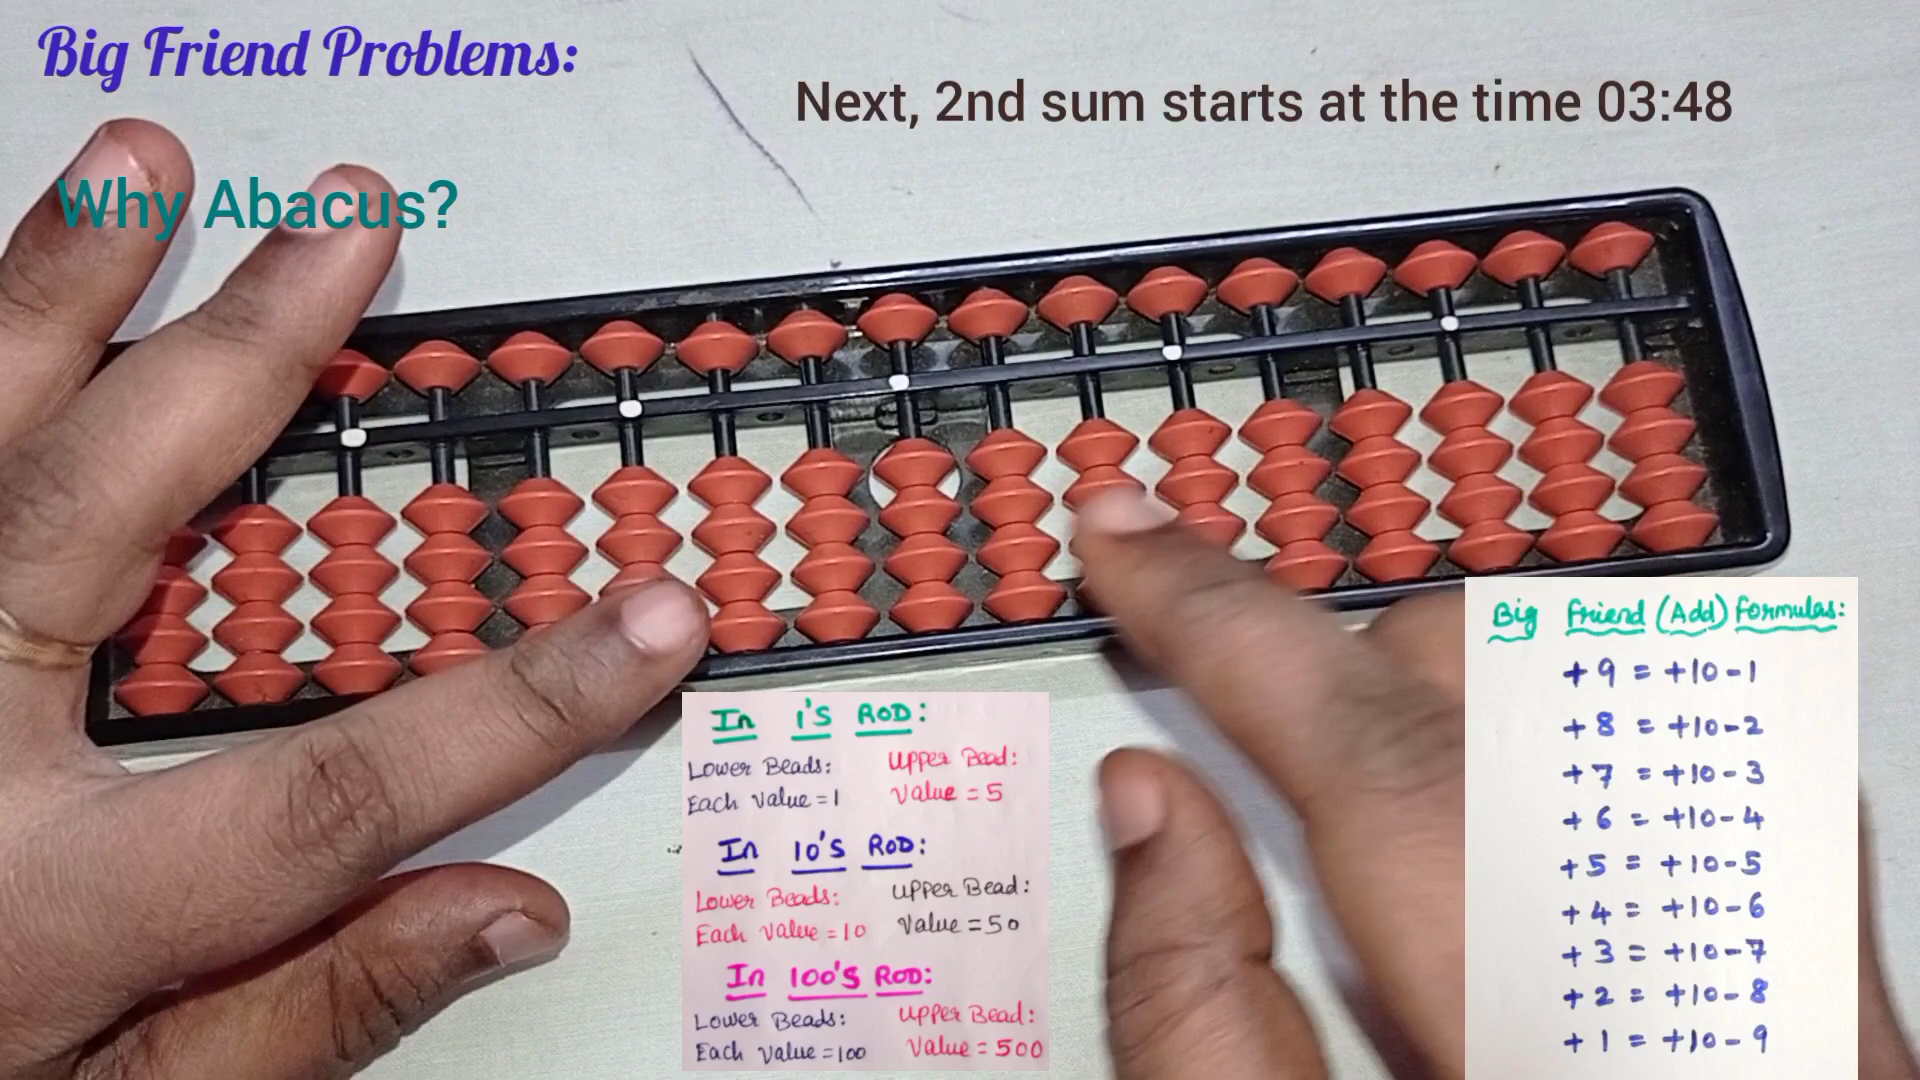 Big Friend Problems:
Next, 2nd sum starts at the time 03:48
Why Abacus?
In 1'S ROD:
Lower Beads: Upper Bead:
Each Value = 1 Value = 5
In 10'S ROD:
Lower Beads: Upper Bead:
Each Value = 10 Value = 50
In 100'S ROD:
Lower Beads: Upper Bead:
Each Value = 100 Value = 500
Big Friend (Add) Formulas:
+ 9 = +10 - 1
+ 8 = +10 - 2
+ 7 = +10 - 3
+ 6 = +10 - 4
+ 5 = +10 - 5
+ 4 = +10 - 6
+ 3 = +10 - 7
+ 2 = +10 - 8
+ 1 = +10 - 9